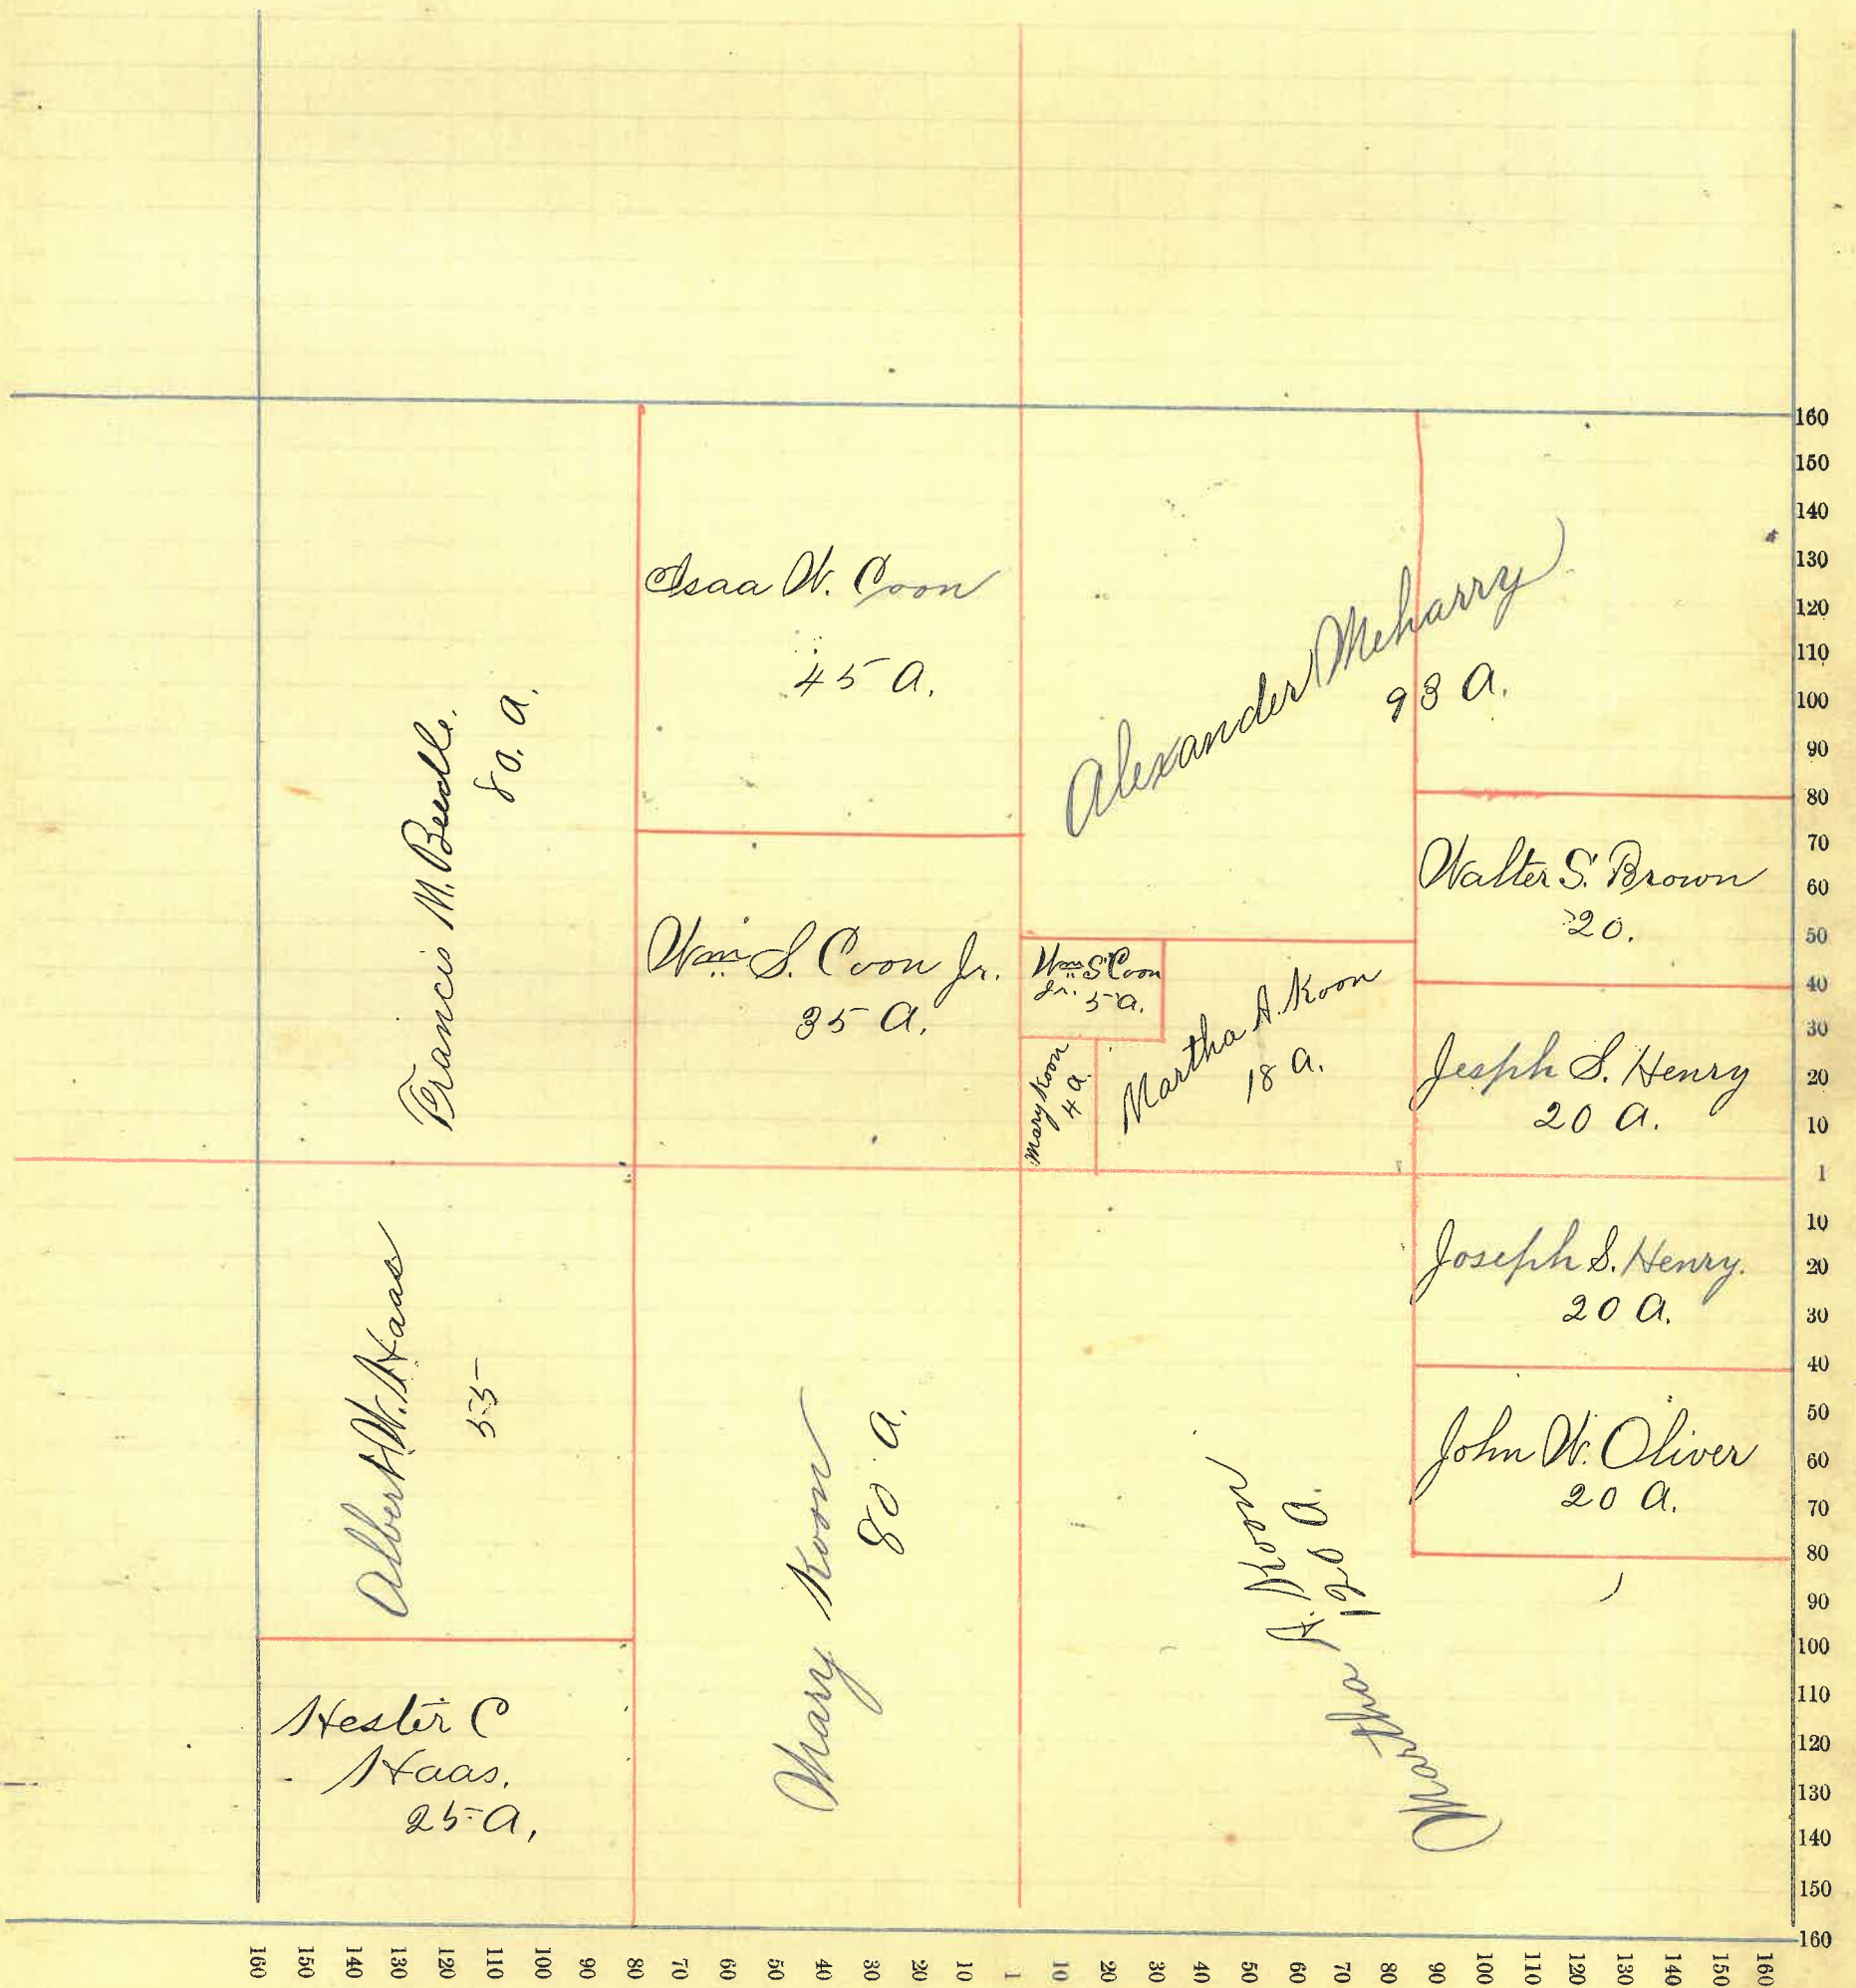 Isaa W. Coon
45 A.
Alexander Meharry
93 A.
Francis M. Beedle.
80. A.
Wm S. Coon Jr.
35 A.
Wm S Coon
Jr. 5 A.
Mary Koon
4 A.
Martha A. Koon
18 A.
Walter S. Brown
20.
Jesph S. Henry
20 A.
Albert W. Haas
55
Hester C
Haas.
25 A,
Mary Koon
80 A.
Martha A. Koon
120 A.
Joseph S. Henry.
20 A.
John W. Oliver
20 A.
160
150
140
130
120
110
100
90
80
70
60
50
40
30
20
10
1
10
20
30
40
50
60
70
80
90
100
110
120
130
140
150
160
160 150 140 130 120 110 100 90 80 70 60 50 40 30 20 10 1 10 20 30 40 50 60 70 80 90 100 110 120 130 140 150 160